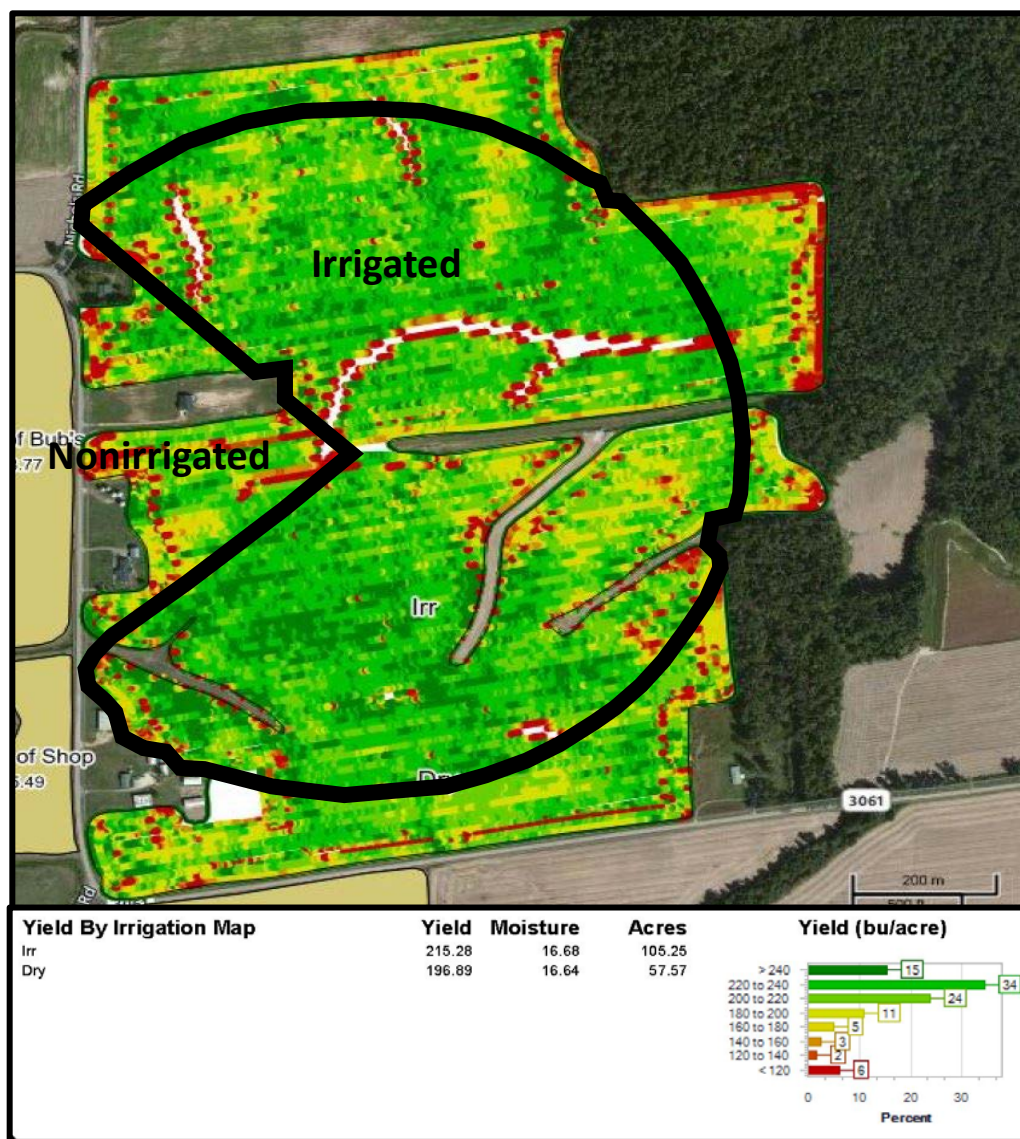 Irrigated
of Bub's
0.77
Nonirrigated
Irr
of Shop
5.49
3061
Rd
200 m
Yield By Irrigation Map Yield Moisture Acres
Irr 215.28 16.68 105.25
Dry 196.89 16.64 57.57
Yield (bu/acre)
> 240 15
220 to 240 34
200 to 220 24
180 to 200 11
160 to 180 5
140 to 160 3
120 to 140 2
< 120 6
0 10 20 30
Percent